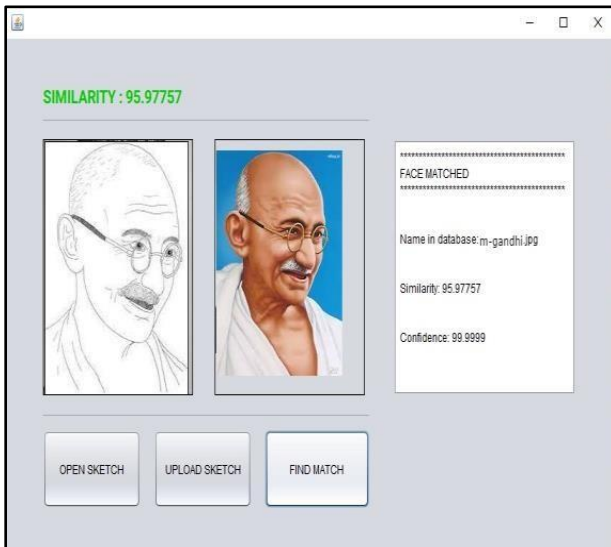 SIMILARITY : 95.97757
******************************************
FACE MATCHED
******************************************
Name in database:m-gandhi.jpg
Similarity: 95.97757
Confidence: 99.9999
OPEN SKETCH
UPLOAD SKETCH
FIND MATCH